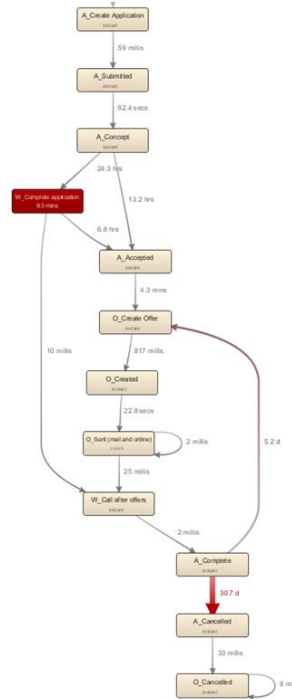 A_Create Application
instant
59 millis
A_Submitted
instant
62.4 secs
A_Concept
instant
24.3 hrs
13.2 hrs
W_Complete application
9.3 mins
6.8 hrs
A_Accepted
instant
4.3 mins
O_Create Offer
instant
817 millis
O_Created
instant
22.8 secs
O_Sent (mail and online)
instant
2 millis
10 millis
5.2 d
25 millis
W_Call after offers
instant
2 millis
A_Complete
instant
30.7 d
A_Cancelled
instant
33 millis
O_Cancelled
instant